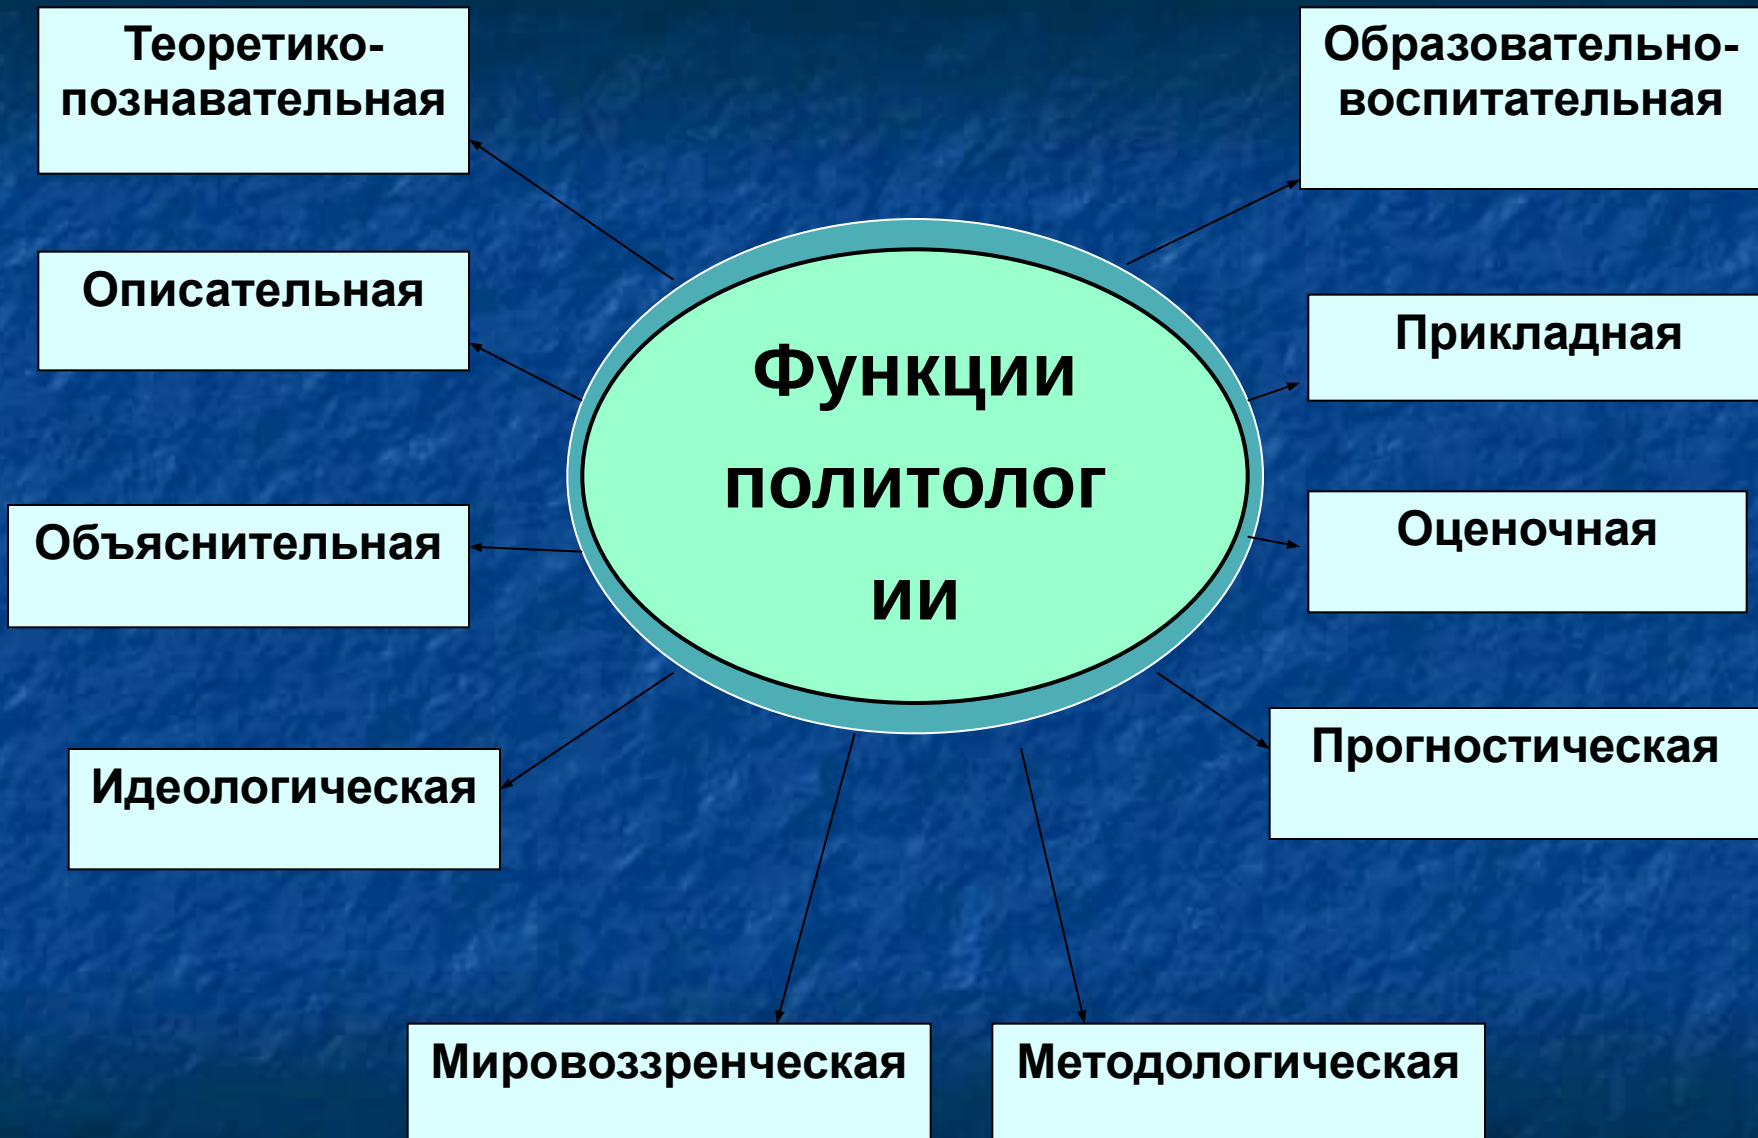 Теоретико-
познавательная
Образовательно-
воспитательная
Описательная
Прикладная
Функции
политолог
ии
Объяснительная
Оценочная
Идеологическая
Прогностическая
Мировоззренческая
Методологическая